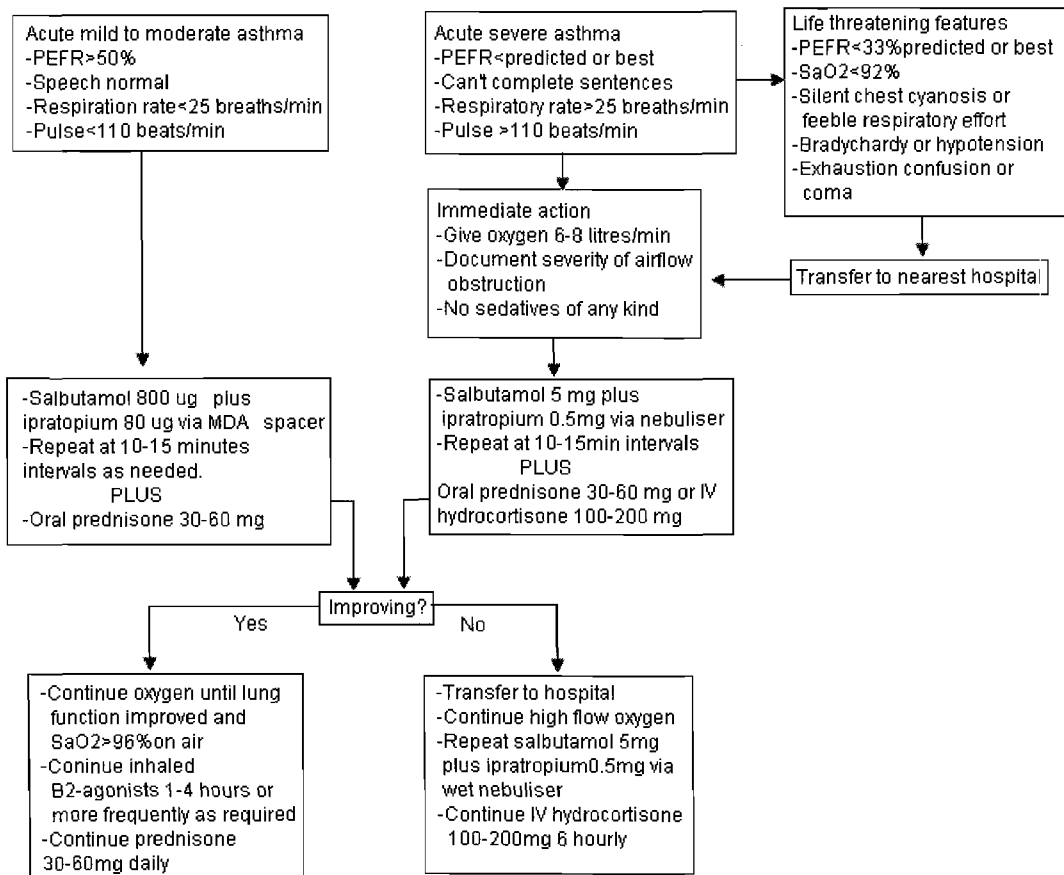 Acute mild to moderate asthma
-PEFR>50%
-Speech normal
-Respiration rate<25 breaths/min
-Pulse<110 beats/min
Acute severe asthma
-PEFR<predicted or best
-Can't complete sentences
-Respiratory rate>25 breaths/min
-Pulse >110 beats/min
Life threatening features
-PEFR<33%predicted or best
-SaO2<92%
-Silent chest cyanosis or
feeble respiratory effort
-Bradychardy or hypotension
-Exhaustion confusion or
coma
Immediate action
-Give oxygen 6-8 litres/min
-Document severity of airflow
obstruction
-No sedatives of any kind
Transfer to nearest hospital
-Salbutamol 800 ug plus
ipratopium 80 ug via MDA spacer
-Repeat at 10-15 minutes
intervals as needed.
PLUS
-Oral prednisone 30-60 mg
-Salbutamol 5 mg plus
ipratropium 0.5mg via nebuliser
-Repeat at 10-15min intervals
PLUS
Oral prednisone 30-60 mg or IV
hydrocortisone 100-200 mg
Improving?
Yes
No
-Continue oxygen until lung
function improved and
SaO2>96%on air
-Coninue inhaled
B2-agonists 1-4 hours or
more frequently as required
-Continue prednisone
30-60mg daily
-Transfer to hospital
-Continue high flow oxygen
-Repeat salbutamol 5mg
plus ipratropium0.5mg via
wet nebuliser
-Continue IV hydrocortisone
100-200mg 6 hourly